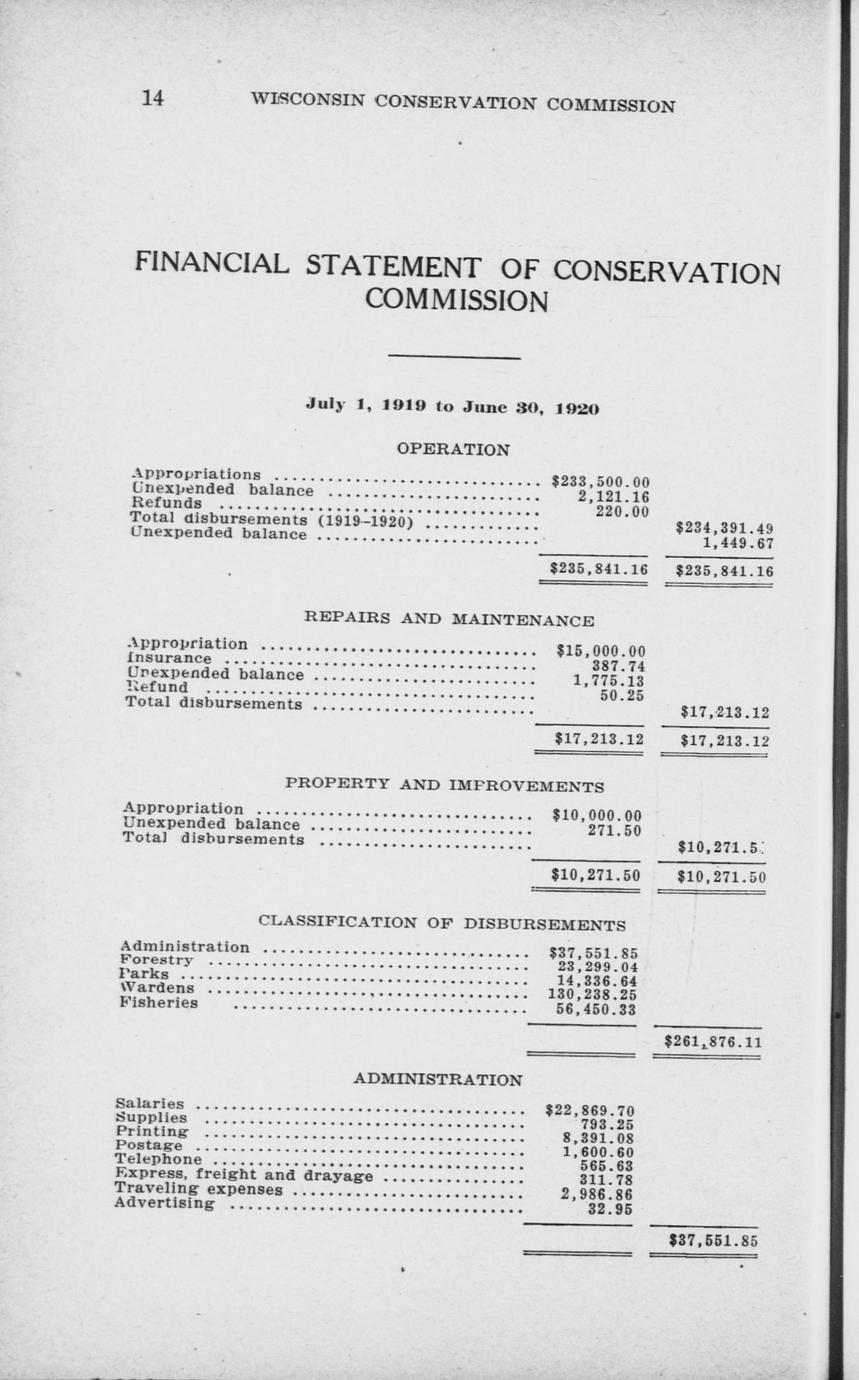 14 WISCONSIN CONSERVATION COMMISSION
FINANCIAL STATEMENT OF CONSERVATION
COMMISSION
July 1, 1919 to June 30, 1920
OPERATION
Appropriations .............................. $233,500.00
Unexpended balance ........................ 2,121.16
Refunds .................................... 220.00
Total disbursements (1919-1920) ............. $234,391.49
Unexpended balance ......................... 1,449.67
$235,841.16 $235,841.16
REPAIRS AND MAINTENANCE
Appropriation ............................... $15,000.00
Insurance ................................... 387.74
Unexpended balance ......................... 1,775.13
Refund ..................................... 50.25
Total disbursements ......................... $17,213.12
$17,213.12 $17,213.12
PROPERTY AND IMPROVEMENTS
Appropriation ............................... $10,000.00
Unexpended balance ......................... 271.50
Total disbursements ........................ $10,271.5
$10,271.50 $10,271.50
CLASSIFICATION OF DISBURSEMENTS
Administration .............................. $37,551.85
Forestry .................................... 23,299.04
Parks ....................................... 14,336.64
Wardens .................................... 130,238.25
Fisheries ................................. 56,450.33
$261,876.11
ADMINISTRATION
Salaries ..................................... $22,869.70
Supplies .................................... 793.25
Printing .................................... 8,391.08
Postage ..................................... 1,600.60
Telephone ................................... 565.63
Express, freight and drayage ................ 311.78
Traveling expenses .......................... 2,986.86
Advertising ................................. 32.95
$37,551.85